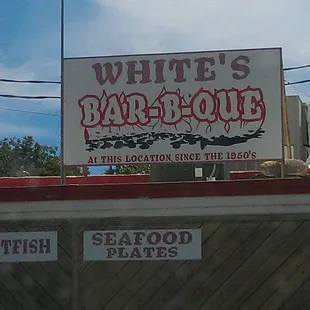 WHITE'S
BAR-B-QUE
AT THIS LOCATION SINCE THE 1950'S
TFISH
SEAFOOD
PLATES